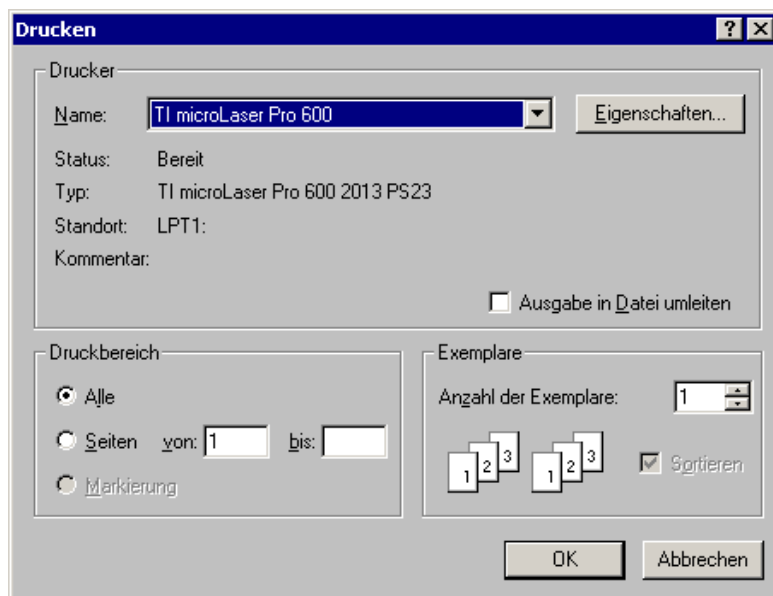 Drucken
Drucker
Name: TI microLaser Pro 600 Eigenschaften...
Status: Bereit
Typ: TI microLaser Pro 600 2013 PS23
Standort: LPT1:
Kommentar:
Ausgabe in Datei umleiten
Druckbereich
Alle
Seiten von: 1 bis:
Markierung
Exemplare
Anzahl der Exemplare: 1
1 2 3 1 2 3 Sortieren
OK Abbrechen